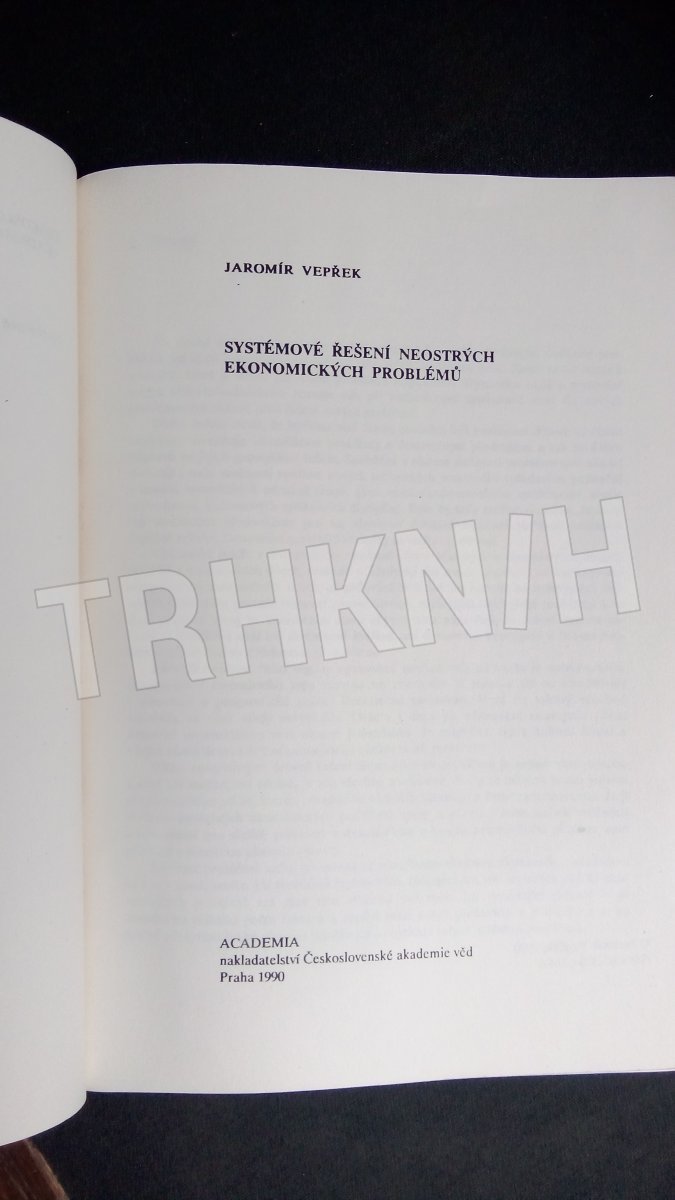 JAROMÍR VEPŘEK
SYSTÉMOVÉ ŘEŠENÍ NEOSTRÝCH
EKONOMICKÝCH PROBLÉMŮ
TRHKNIH
ACADEMIA
nakladatelství Československé akademie věd
Praha 1990